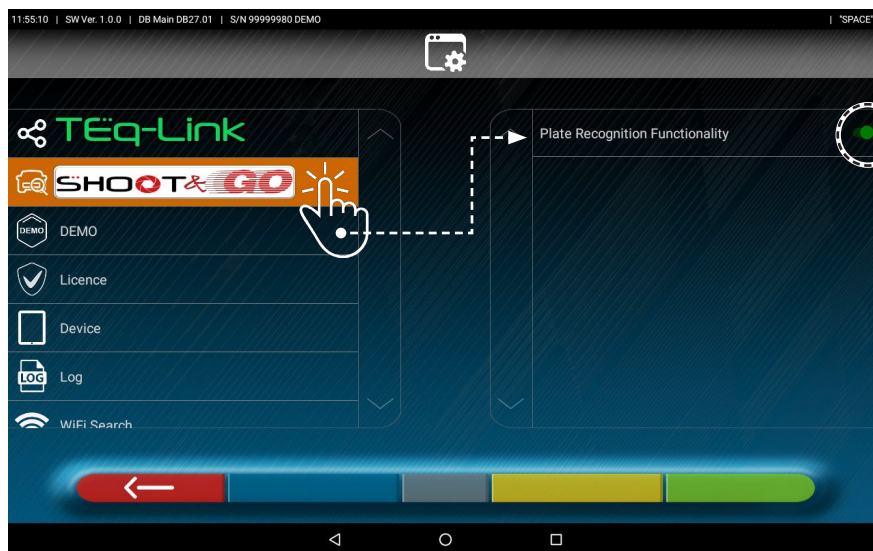 11:55:10 | SW Ver. 1.0.0 | DB Main DB27.01 | S/N 99999980 DEMO | "SPACE"
TEq-Link
SHOOT& GO
Plate Recognition Functionality
DEMO DEMO
Licence
Device
LOG Log
WiFi Search